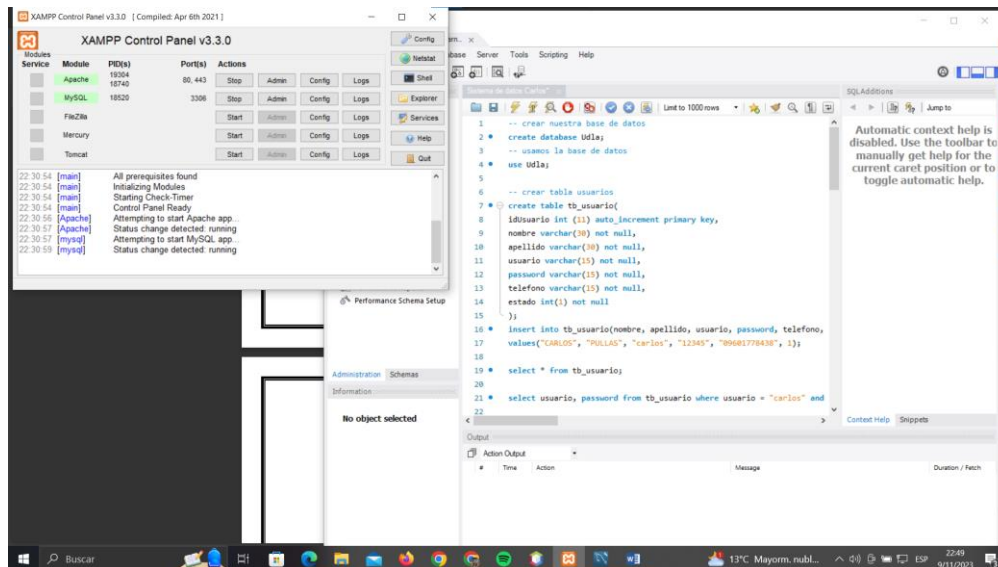 XAMPP Control Panel v3.3.0 [ Compiled: Apr 6th 2021 ]
XAMPP Control Panel v3.3.0
Config
Modules
Service Module PID(s) Port(s) Actions
Netstat
Apache 19304 18740 80, 443 Stop Admin Config Logs
Shell
MySQL 18520 3306 Stop Admin Config Logs
Explorer
FileZilla Start Admin Config Logs
Services
Mercury Start Admin Config Logs
Help
Tomcat Start Admin Config Logs
Quit
22:30:54 [main] All prerequisites found
22:30:54 [main] Initializing Modules
22:30:54 [main] Starting Check-Timer
22:30:54 [main] Control Panel Ready
22:30:56 [Apache] Attempting to start Apache app...
22:30:57 [Apache] Status change detected: running
22:30:57 [mysql] Attempting to start MySQL app...
22:30:59 [mysql] Status change detected: running
Performance Schema Setup
Administration Schemas
Information
No object selected
Server Tools Scripting Help
Limit to 1000 rows
1 -- crear nuestra base de datos
2 create database Udla;
3 -- usamos la base de datos
4 use Udla;
5
6 -- crear tabla usuarios
7 create table tb_usuario(
8 idUsuario int (11) auto_increment primary key,
9 nombre varchar(30) not null,
10 apellido varchar(30) not null,
11 usuario varchar(15) not null,
12 password varchar(15) not null,
13 telefono varchar(15) not null,
14 estado int(1) not null
15 );
16 insert into tb_usuario(nombre, apellido, usuario, password, telefono,
17 values("CARLOS", "PULLAS", "carlos", "12345", "09601778438", 1);
18
19 select * from tb_usuario;
20
21 select usuario, password from tb_usuario where usuario = "carlos" and
22
Output
Action Output
# Time Action Message Duration / Fetch
SQLAdditions
Jump to
Automatic context help is
disabled. Use the toolbar to
manually get help for the
current caret position or to
toggle automatic help.
Context Help Snippets
Buscar
13°C Mayorm. nubl...
ESP
22:49
9/11/2023